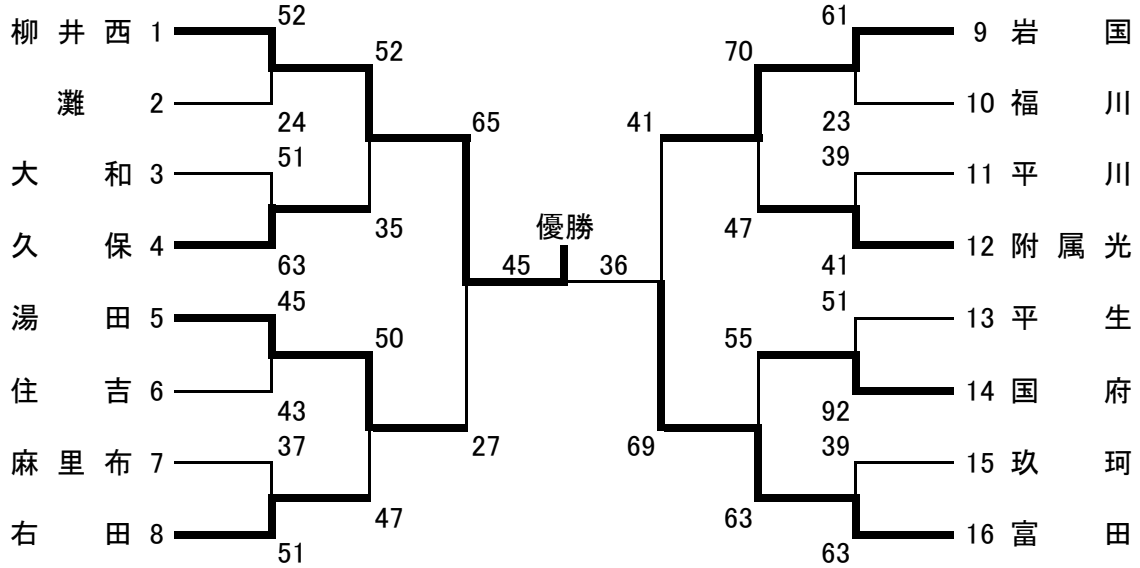 52 61
柳井西 1 9 岩国
52 70
灘 2 10 福川
24 23
65 41
51 39
大和 3 11 平川
35 47
優勝
久保 4 12 附属光
63 41
45 36
45 51
湯田 5 13 平生
50 55
住吉 6 14 国府
43 92
37 39
27 69
麻里布 7 15 玖珂
47 63
右田 8 16 富田
51 63